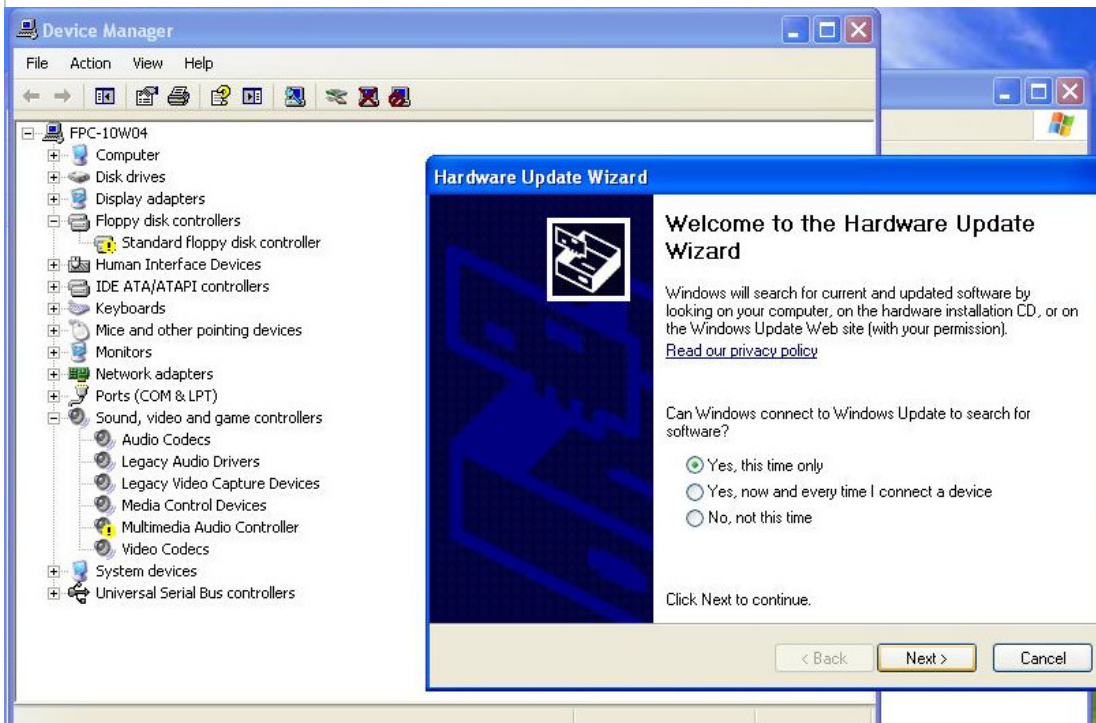 Device Manager
File Action View Help
FPC-10W04
Computer
Disk drives
Display adapters
Floppy disk controllers
Standard floppy disk controller
Human Interface Devices
IDE ATA/ATAPI controllers
Keyboards
Mice and other pointing devices
Monitors
Network adapters
Ports (COM & LPT)
Sound, video and game controllers
Audio Codecs
Legacy Audio Drivers
Legacy Video Capture Devices
Media Control Devices
Multimedia Audio Controller
Video Codecs
System devices
Universal Serial Bus controllers
Hardware Update Wizard
Welcome to the Hardware Update
Wizard
Windows will search for current and updated software by
looking on your computer, on the hardware installation CD, or on
the Windows Update Web site (with your permission).
Read our privacy policy
Can Windows connect to Windows Update to search for
software?
Yes, this time only
Yes, now and every time I connect a device
No, not this time
Click Next to continue.
< Back Next > Cancel